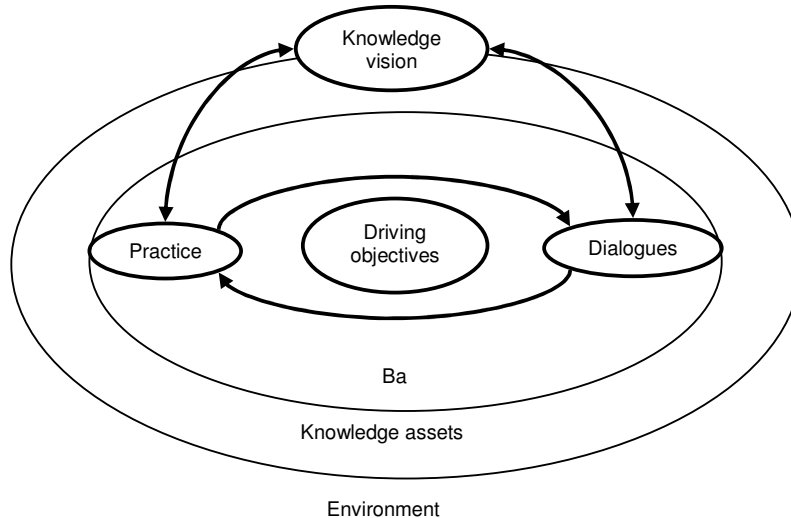 Knowledge
vision
Practice
Driving
objectives
Dialogues
Ba
Knowledge assets
Environment